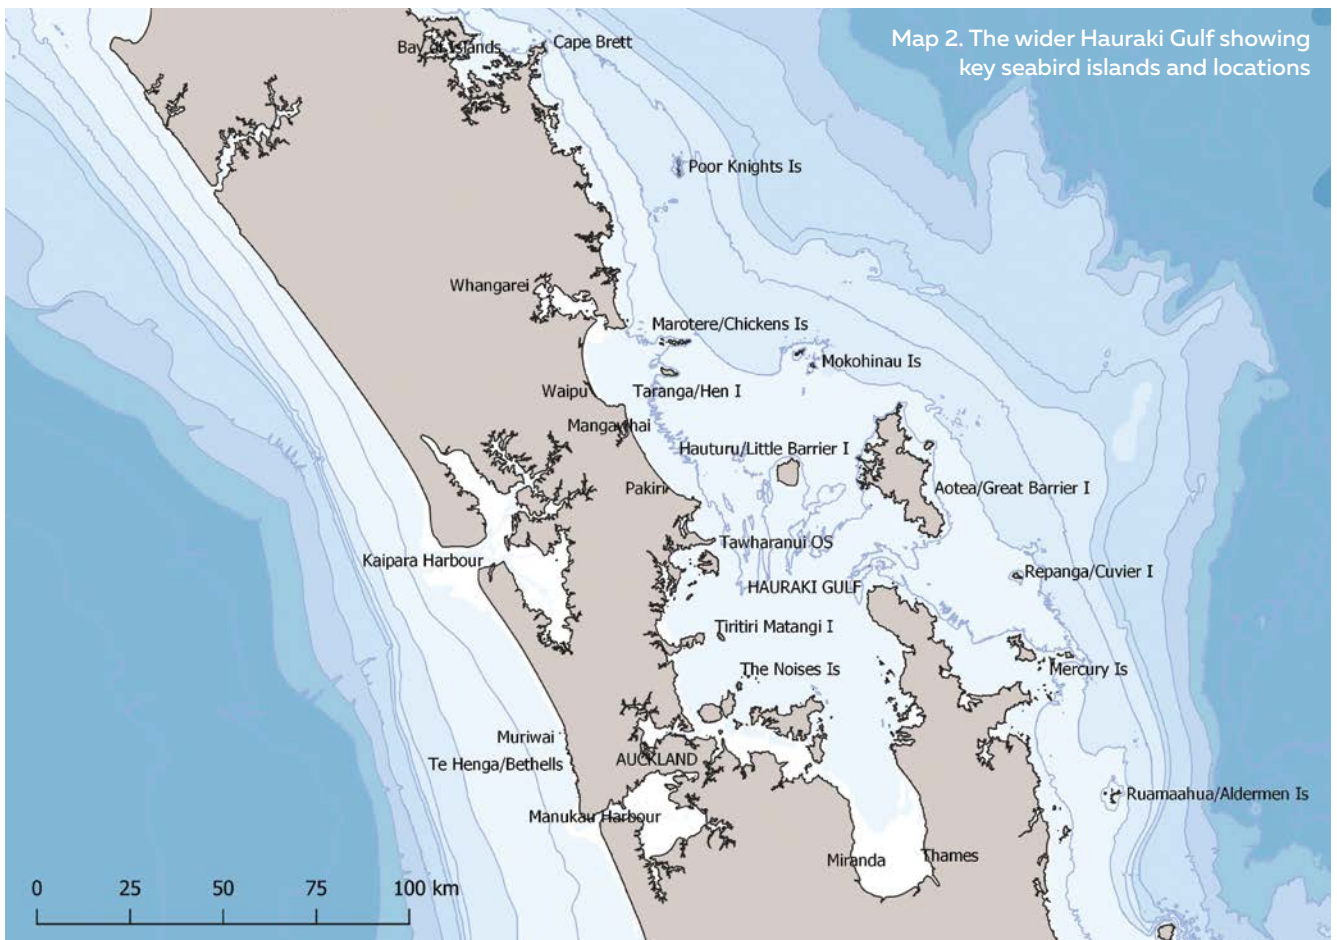 Map 2. The wider Hauraki Gulf showing
key seabird islands and locations
Bay of Islands
Cape Brett
Poor Knights Is
Whangarei
Marotere/Chickens Is
Mokohinau Is
Waipu
Taranga/Hen I
Mangawhai
Hauturu/Little Barrier I
Pakiri
Aotea/Great Barrier I
Tawharanui OS
Kaipara Harbour
Repanga/Cuvier I
HAURAKI GULF
Tiritiri Matangi I
The Noises Is
Mercury Is
Muriwai
Te Henga/Bethells
AUCKLAND
Ruamaahua/Aldermen Is
Manukau Harbour
Miranda
Thames
0 25 50 75 100 km